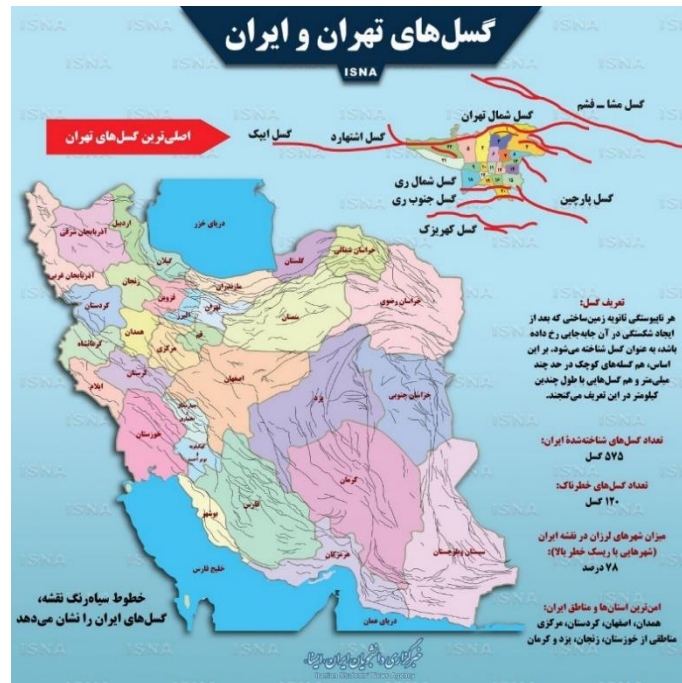 گسل‌های تهران و ایران
ISNA
اصلی‌ترین گسل‌های تهران
گسل مشا ــ فشم
گسل شمال تهران
گسل ایپک
گسل اشتهارد
گسل شمال ری
گسل جنوبی ری
گسل پارچین
گسل کهریزک
دریای خزر
اردبیل
آذربایجان شرقی
آذربایجان غربی
گیلان
زنجان
کردستان
قزوین
البرز
تهران
مازندران
گلستان
خراسان شمالی
خراسان رضوی
سمنان
همدان
کرمانشاه
مرکزی
قم
ایلام
لرستان
اصفهان
یزد
خراسان جنوبی
خوزستان
فارس
کرمان
بوشهر
هرمزگان
سیستان و بلوچستان
خلیج فارس
دریای عمان
تعریف گسل:
هر ناپیوستگی ثانویه زمین‌ساختی که بعد از
ایجاد شکستگی در آن جابه‌جایی رخ داده
باشد، به عنوان گسل شناخته می‌شود. بر این
اساس، هم گسله‌های کوچک در حد چند
میلی‌متر و هم گسل‌هایی با طول چندین
کیلومتر در این تعریف می‌گنجند.
تعداد گسل‌های شناخته‌شدهٔ ایران:
۵۷۵ گسل
تعداد گسل‌های خطرناک:
۱۲۰ گسل
میزان شهرهای لرزان در نقشه ایران
(شهرهایی با ریسک خطر بالا):
۷۸ درصد
امن‌ترین استان‌ها و مناطق ایران:
همدان، اصفهان، کردستان، مرکزی
مناطقی از خوزستان، زنجان، یزد و کرمان
خطوط سیاه‌رنگ نقشه،
گسل‌های ایران را نشان می‌دهد
خبرگزاری دانشجویان ایران، ایسنا
Iranian Students' News Agency